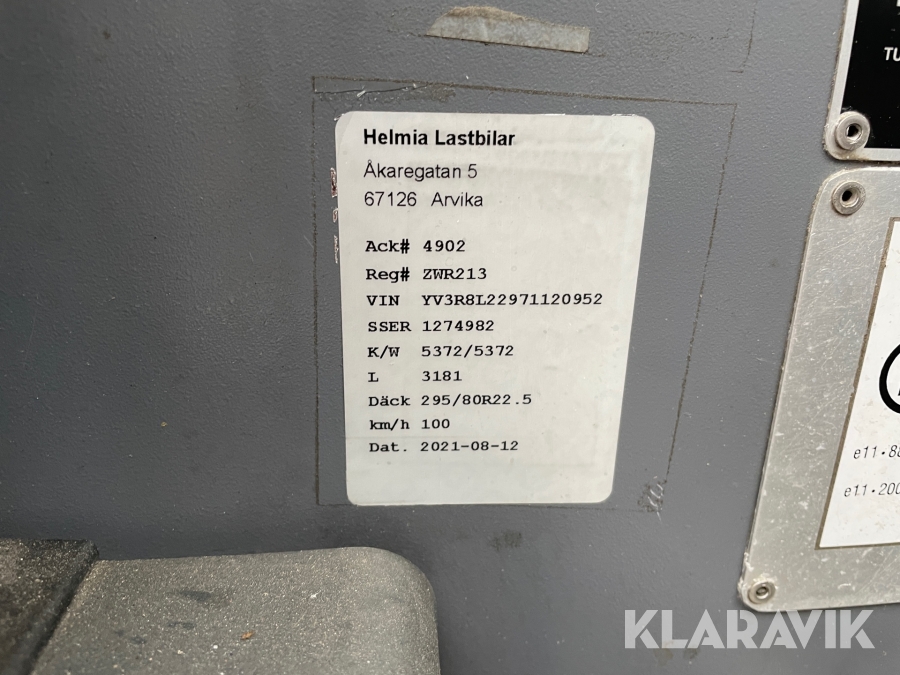 Helmia Lastbilar
Åkaregatan 5
67126 Arvika
Ack# 4902
Reg# ZWR213
VIN YV3R8L22971120952
SSER 1274982
K/W 5372/5372
L 3181
Däck 295/80R22.5
km/h 100
Dat. 2021-08-12
TU
KLARAVIK